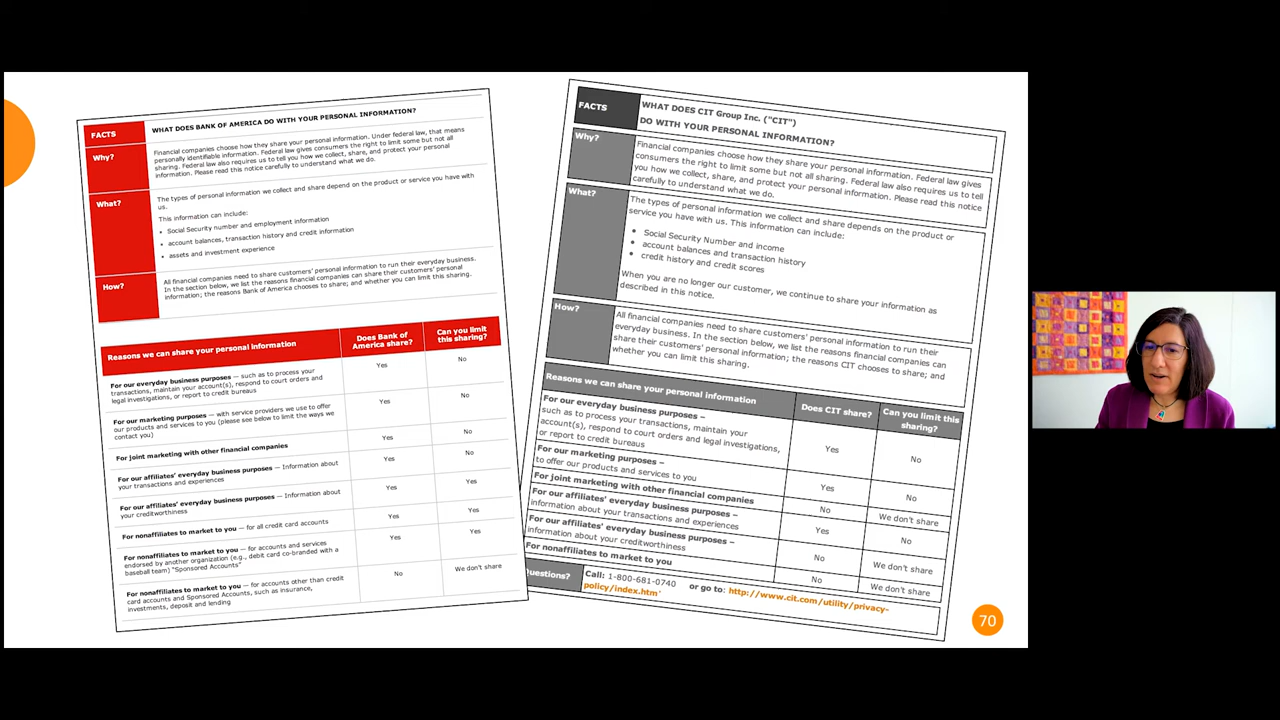 FACTS
WHAT DOES BANK OF AMERICA DO WITH YOUR PERSONAL INFORMATION?
Why?
Financial companies choose how they share your personal information. Under federal law, that means
personally identifiable information. Federal law gives consumers the right to limit some but not all
sharing. Federal law also requires us to tell you how we collect, share, and protect your personal
information. Please read this notice carefully to understand what we do.
What?
The types of personal information we collect and share depend on the product or service you have with
us.
This information can include:
• Social Security number and employment information
• account balances, transaction history and credit information
• assets and investment experience
How?
All financial companies need to share customers' personal information to run their everyday business.
In the section below, we list the reasons financial companies can share their customers' personal
information; the reasons Bank of America chooses to share; and whether you can limit this sharing.
Reasons we can share your personal information
Does Bank of
America share?
Can you limit
this sharing?
For our everyday business purposes — such as to process your
transactions, maintain your account(s), respond to court orders and
legal investigations, or report to credit bureaus
Yes
No
For our marketing purposes — with service providers we use to offer
our products and services to you (please see below to limit the ways we
contact you)
Yes
No
For joint marketing with other financial companies
Yes
No
For our affiliates' everyday business purposes — Information about
your transactions and experiences
Yes
No
For our affiliates' everyday business purposes — Information about
your creditworthiness
Yes
Yes
For nonaffiliates to market to you — for all credit card accounts
Yes
Yes
For nonaffiliates to market to you — for accounts and services
endorsed by another organization (e.g., debit card co-branded with a
baseball team) "Sponsored Accounts"
Yes
Yes
For nonaffiliates to market to you — for accounts other than credit
card accounts and Sponsored Accounts, such as insurance,
investments, deposit and lending
No
We don't share
FACTS
WHAT DOES CIT Group Inc. ("CIT")
DO WITH YOUR PERSONAL INFORMATION?
Why?
Financial companies choose how they share your personal information. Federal law gives
consumers the right to limit some but not all sharing. Federal law also requires us to tell
you how we collect, share, and protect your personal information. Please read this notice
carefully to understand what we do.
What?
The types of personal information we collect and share depends on the product or
service you have with us. This information can include:
• Social Security Number and income
• account balances and transaction history
• credit history and credit scores
When you are no longer our customer, we continue to share your information as
described in this notice.
How?
All financial companies need to share customers' personal information to run their
everyday business. In the section below, we list the reasons financial companies can
share their customers' personal information; the reasons CIT chooses to share; and
whether you can limit this sharing.
Reasons we can share your personal information
Does CIT share?
Can you limit this
sharing?
For our everyday business purposes –
such as to process your transactions, maintain your
account(s), respond to court orders and legal investigations,
or report to credit bureaus
Yes
No
For our marketing purposes –
to offer our products and services to you
Yes
No
For joint marketing with other financial companies
No
We don't share
For our affiliates' everyday business purposes –
information about your transactions and experiences
Yes
No
For our affiliates' everyday business purposes –
information about your creditworthiness
No
We don't share
For nonaffiliates to market to you
No
We don't share
Questions?
Call: 1-800-681-0740 or go to: http://www.cit.com/utility/privacy-
policy/index.htm'
70